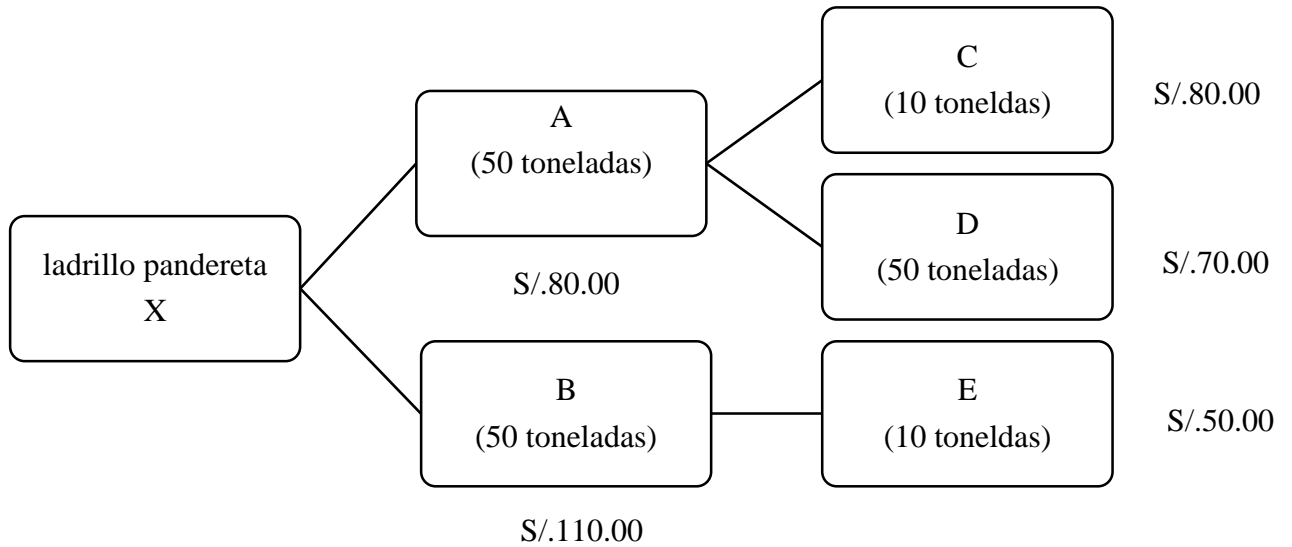 ladrillo pandereta
X
A
(50 toneladas)
S/.80.00
B
(50 toneladas)
S/.110.00
C
(10 toneldas)
S/.80.00
D
(50 toneladas)
S/.70.00
E
(10 toneldas)
S/.50.00